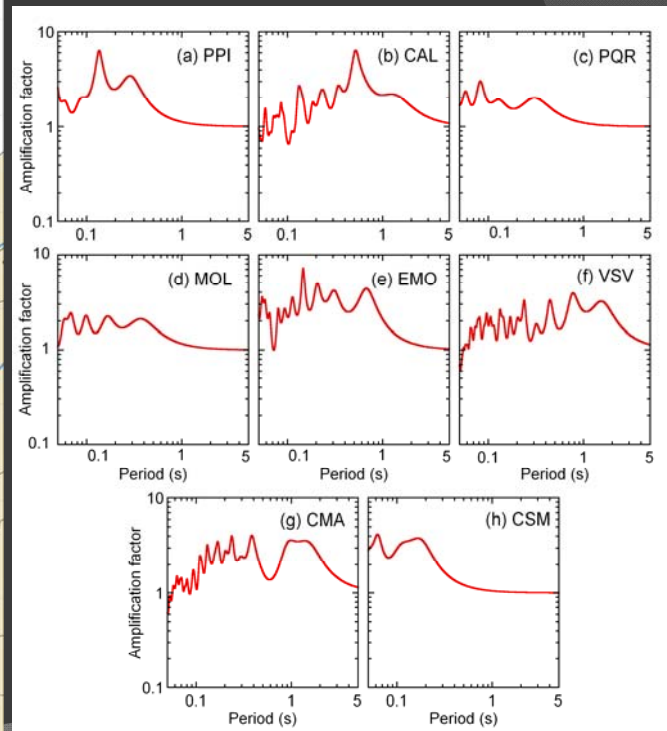 10
1
0.1
Amplification factor
(a) PPI
(b) CAL
(c) PQR
0.1 1 5
0.1 1 5
0.1 1 5
10
1
0.1
Amplification factor
(d) MOL
(e) EMO
(f) VSV
0.1 1 5
0.1 1 5
0.1 1 5
Period (s)
Period (s)
Period (s)
10
1
0.1
Amplification factor
(g) CMA
(h) CSM
0.1 1 5
0.1 1 5
Period (s)
Period (s)